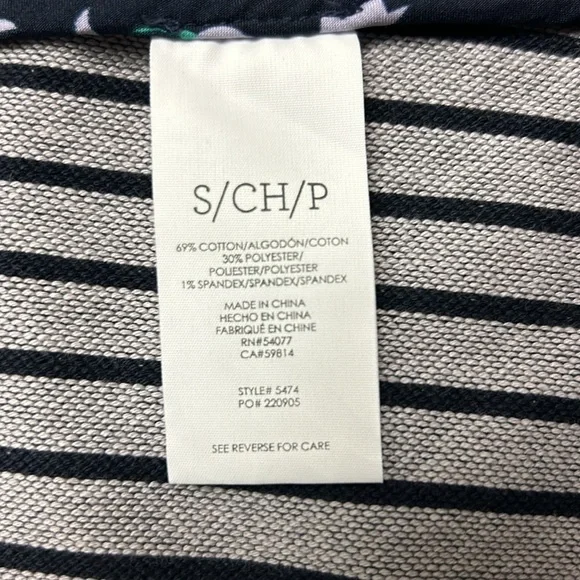 S/CH/P
69% COTTON/ALGODÓN/COTON
30% POLYESTER/
POLIESTER/POLYESTER
1% SPANDEX/SPANDEX/SPANDEX
MADE IN CHINA
HECHO EN CHINA
FABRIQUÉ EN CHINE
RN#54077
CA#59814
STYLE# 5474
PO# 220905
SEE REVERSE FOR CARE